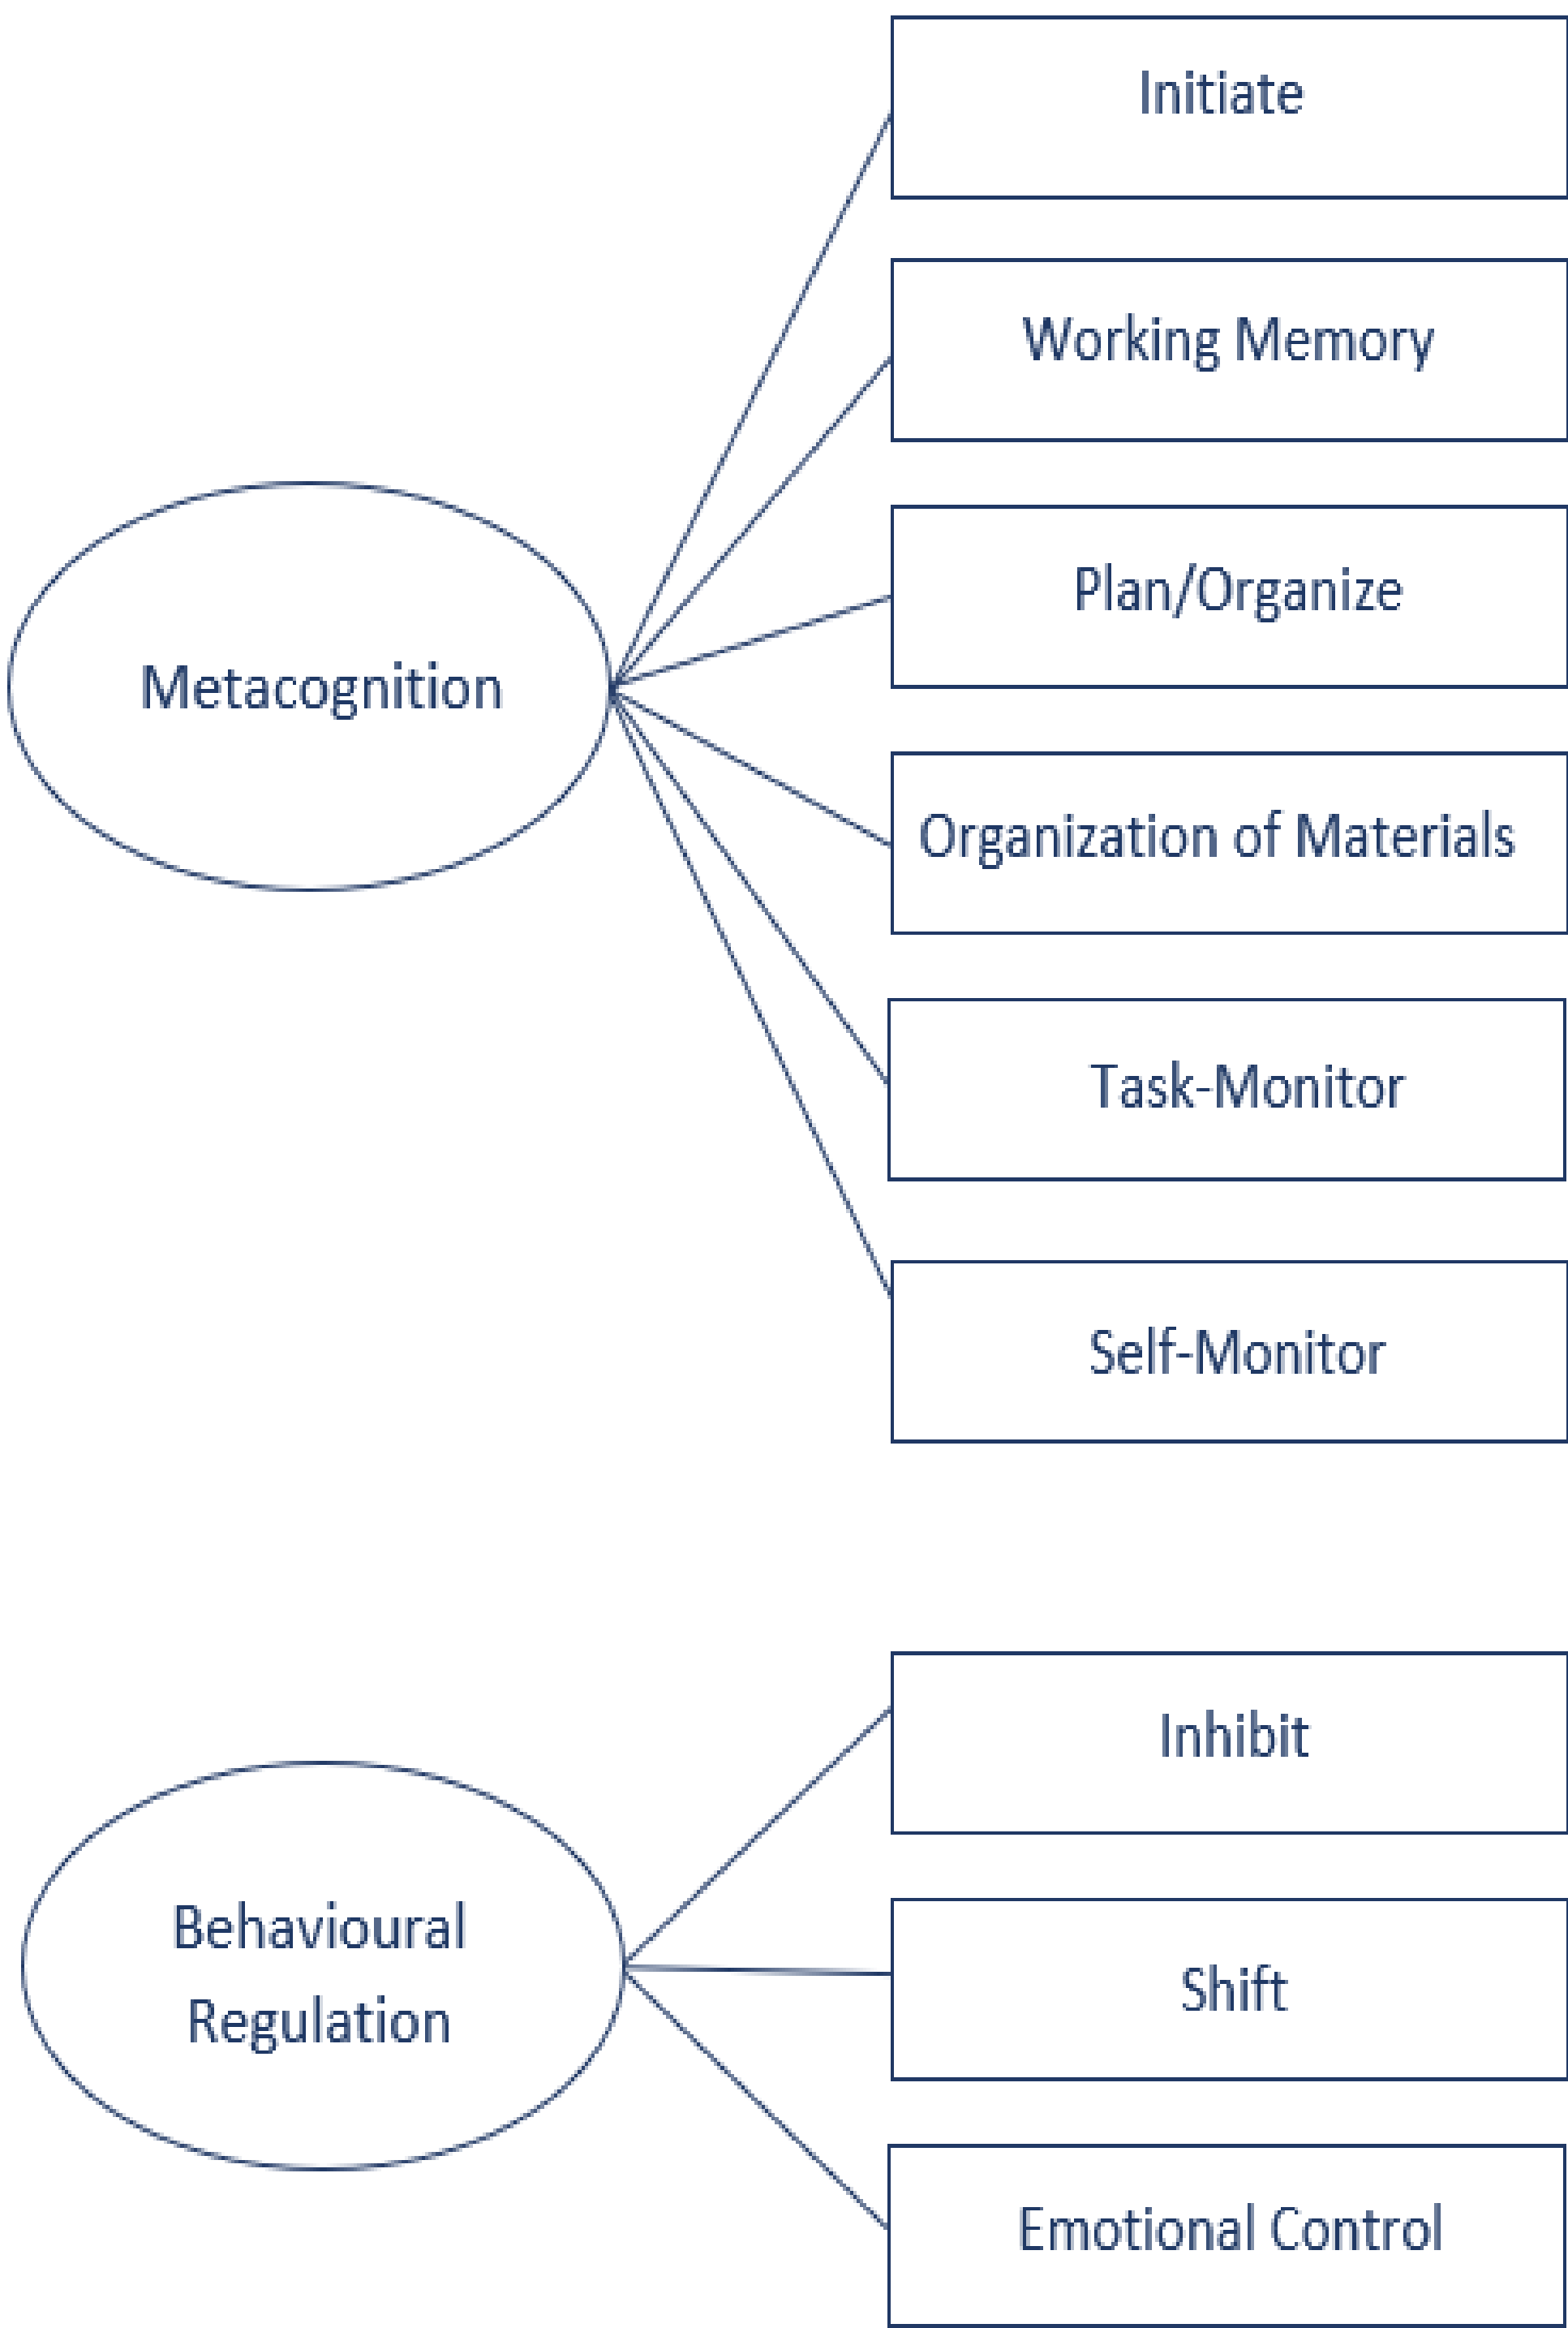 Initiate
Working Memory
Plan/Organize
Metacognition
Organization of Materials
Task-Monitor
Self-Monitor
Inhibit
Behavioural
Regulation
Shift
Emotional Control